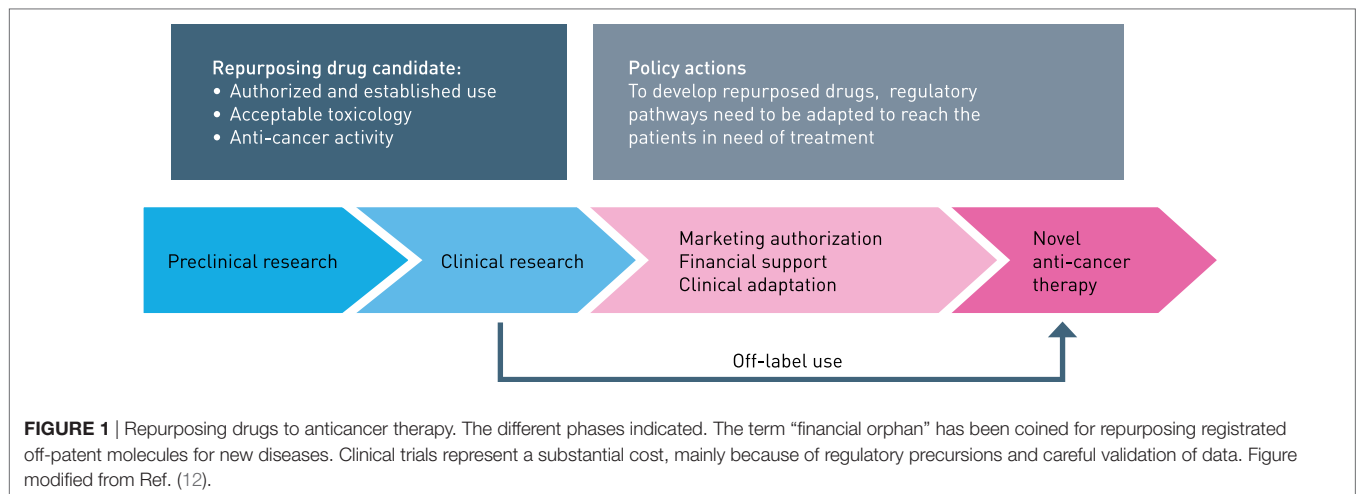 Repurposing drug candidate:
• Authorized and established use
• Acceptable toxicology
• Anti-cancer activity
Policy actions
To develop repurposed drugs, regulatory
pathways need to be adapted to reach the
patients in need of treatment
Preclinical research
Clinical research
Marketing authorization
Financial support
Clinical adaptation
Novel
anti-cancer
therapy
Off-label use
FIGURE 1 | Repurposing drugs to anticancer therapy. The different phases indicated. The term “financial orphan” has been coined for repurposing registrated
off-patent molecules for new diseases. Clinical trials represent a substantial cost, mainly because of regulatory precursions and careful validation of data. Figure
modified from Ref. (12).